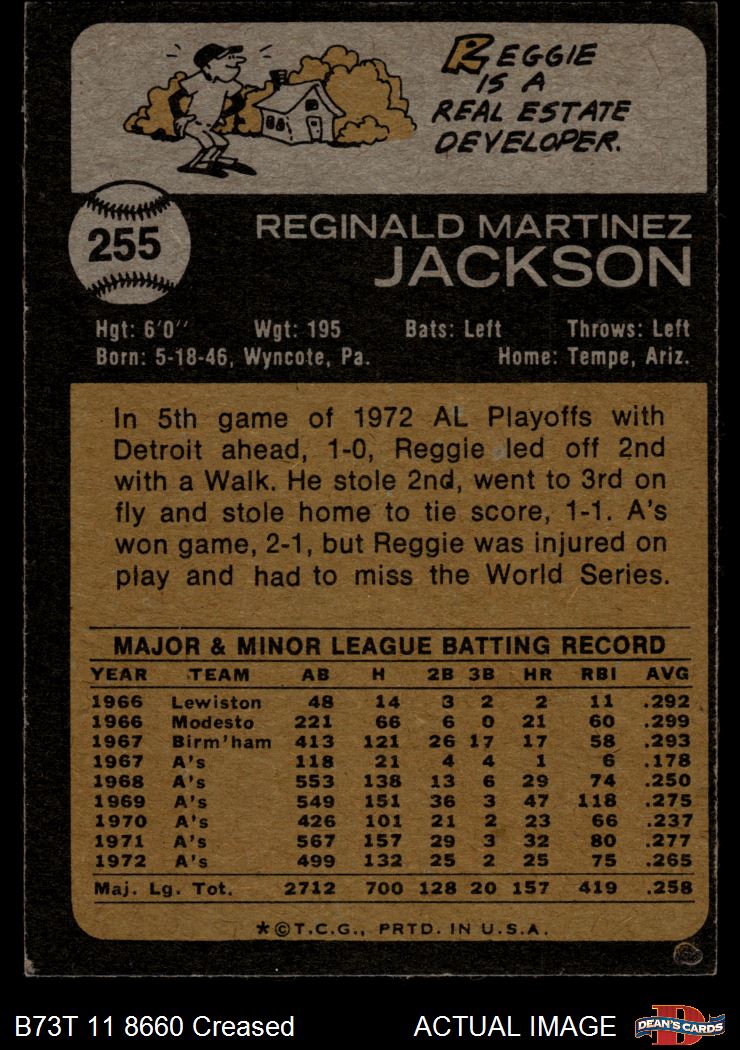 REGGIE
IS A
REAL ESTATE
DEVELOPER.
255
REGINALD MARTINEZ
JACKSON
Hgt: 6'0" Wgt: 195 Bats: Left Throws: Left
Born: 5-18-46, Wyncote, Pa. Home: Tempe, Ariz.
In 5th game of 1972 AL Playoffs with
Detroit ahead, 1-0, Reggie led off 2nd
with a Walk. He stole 2nd, went to 3rd on
fly and stole home to tie score, 1-1. A's
won game, 2-1, but Reggie was injured on
play and had to miss the World Series.
MAJOR & MINOR LEAGUE BATTING RECORD
YEAR TEAM AB H 2B 3B HR RBI AVG
1966 Lewiston 48 14 3 2 2 11 .292
1966 Modesto 221 66 6 0 21 60 .299
1967 Birm'ham 413 121 26 17 17 58 .293
1967 A's 118 21 4 4 1 6 .178
1968 A's 553 138 13 6 29 74 .250
1969 A's 549 151 36 3 47 118 .275
1970 A's 426 101 21 2 23 66 .237
1971 A's 567 157 29 3 32 80 .277
1972 A's 499 132 25 2 25 75 .265
Maj. Lg. Tot. 2712 700 128 20 157 419 .258
*©T.C.G., PRTD. IN U.S.A.
B73T 11 8660 Creased ACTUAL IMAGE DEAN'S CARDS